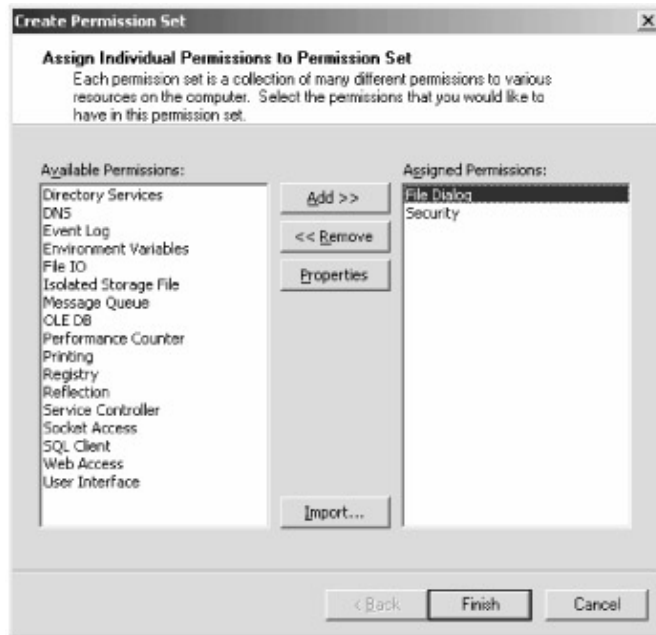 Create Permission Set
Assign Individual Permissions to Permission Set
Each permission set is a collection of many different permissions to various
resources on the computer. Select the permissions that you would like to
have in this permission set.
Available Permissions:
Directory Services
DNS
Event Log
Environment Variables
File IO
Isolated Storage File
Message Queue
OLE DB
Performance Counter
Printing
Registry
Reflection
Service Controller
Socket Access
SQL Client
Web Access
User Interface
Add >>
<< Remove
Properties
Import...
Assigned Permissions:
File Dialog
Security
< Back
Finish
Cancel